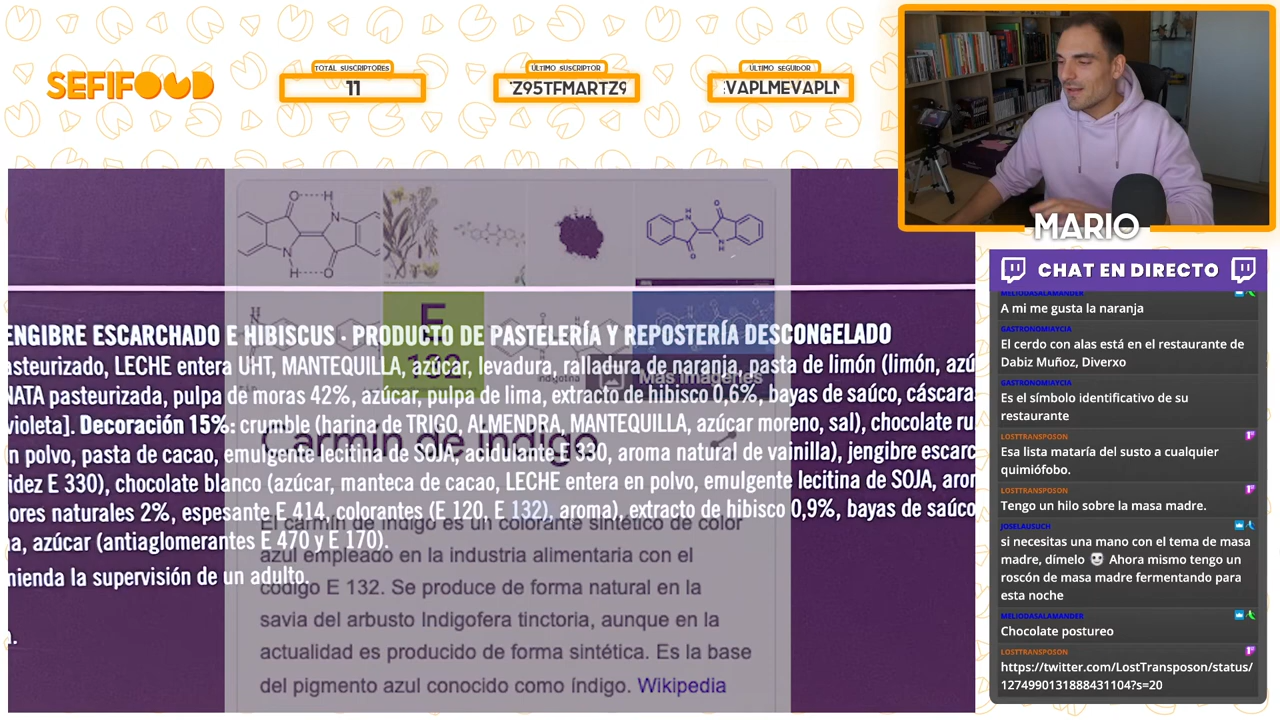 SEFIFOOD
TOTAL SUSCRIPTORES
11
ÚLTIMO SUSCRIPTOR
Z95TFMARTZ9
ÚLTIMO SEGUIDOR
VAPLMEVAPLM
MARIO
ENGIBRE ESCARCHADO E HIBISCUS · PRODUCTO DE PASTELERÍA Y REPOSTERÍA DESCONGELADO
asteurizado, LECHE entera UHT, MANTEQUILLA, azúcar, levadura, ralladura de naranja, pasta de limón (limón, azú
NATA pasteurizada, pulpa de moras 42%, azúcar, pulpa de lima, extracto de hibisco 0,6%, bayas de saúco, cáscara
violeta]. Decoración 15%: crumble (harina de TRIGO, ALMENDRA, MANTEQUILLA, azúcar moreno, sal), chocolate ru
n polvo, pasta de cacao, emulgente lecitina de SOJA, acidulante E 330, aroma natural de vainilla), jengibre escarc
idez E 330), chocolate blanco (azúcar, manteca de cacao, LECHE entera en polvo, emulgente lecitina de SOJA, aror
ores naturales 2%, espesante E 414, colorantes (E 120, E 132), aroma), extracto de hibisco 0,9%, bayas de saúco
na, azúcar (antiaglomerantes E 470 y E 170).
mienda la supervisión de un adulto.
a.
E
132
indigotina
Más imágenes
Carmín de índigo
El carmín de índigo es un colorante sintético de color
azul empleado en la industria alimentaria con el
código E 132. Se produce de forma natural en la
savia del arbusto Indigofera tinctoria, aunque en la
actualidad es producido de forma sintética. Es la base
del pigmento azul conocido como índigo. Wikipedia
CHAT EN DIRECTO
MELIODASALAMANDER
A mi me gusta la naranja
GASTRONOMIAYCIA
El cerdo con alas está en el restaurante de
Dabiz Muñoz, Diverxo
GASTRONOMIAYCIA
Es el símbolo identificativo de su
restaurante
LOSTTRANSPOSON
Esa lista mataría del susto a cualquier
quimiófobo.
LOSTTRANSPOSON
Tengo un hilo sobre la masa madre.
JOSELAUSUCH
si necesitas una mano con el tema de masa
madre, dímelo Ahora mismo tengo un
roscón de masa madre fermentando para
esta noche
MELIODASALAMANDER
Chocolate postureo
LOSTTRANSPOSON
https://twitter.com/LostTransposon/status/
1274990131888431104?s=20